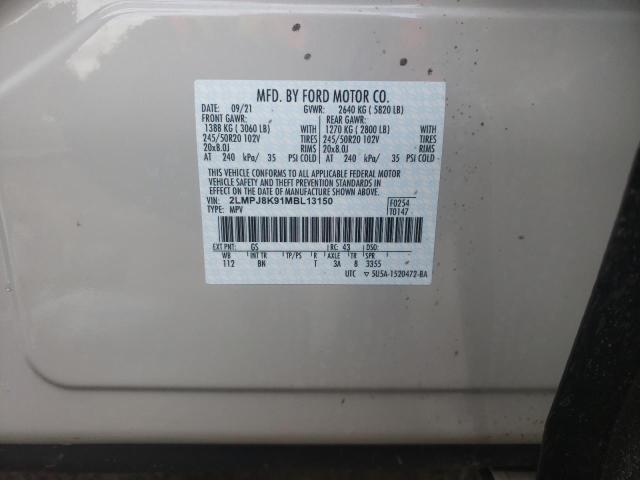 MFD. BY FORD MOTOR CO.
DATE: 09/21 GVWR: 2640 KG ( 5820 LB)
FRONT GAWR: REAR GAWR:
1388 KG ( 3060 LB) WITH 1270 KG ( 2800 LB) WITH
245/50R20 102V TIRES 245/50R20 102V TIRES
20x8.0J RIMS 20x8.0J RIMS
AT 240 kPa/ 35 PSI COLD AT 240 kPa/ 35 PSI COLD
THIS VEHICLE CONFORMS TO ALL APPLICABLE FEDERAL MOTOR
VEHICLE SAFETY AND THEFT PREVENTION STANDARDS IN
EFFECT ON THE DATE OF MANUFACTURE SHOWN ABOVE.
VIN: 2LMPJ8K91MBL13150 F0254
TYPE: MPV T0147
EXT PNT: GS RC: 43 DSO:
WB INT TR TP/PS R AXLE TR SPR
112 BN T 3A 8 3355
UTC ▽ 5U5A-1520472-BA